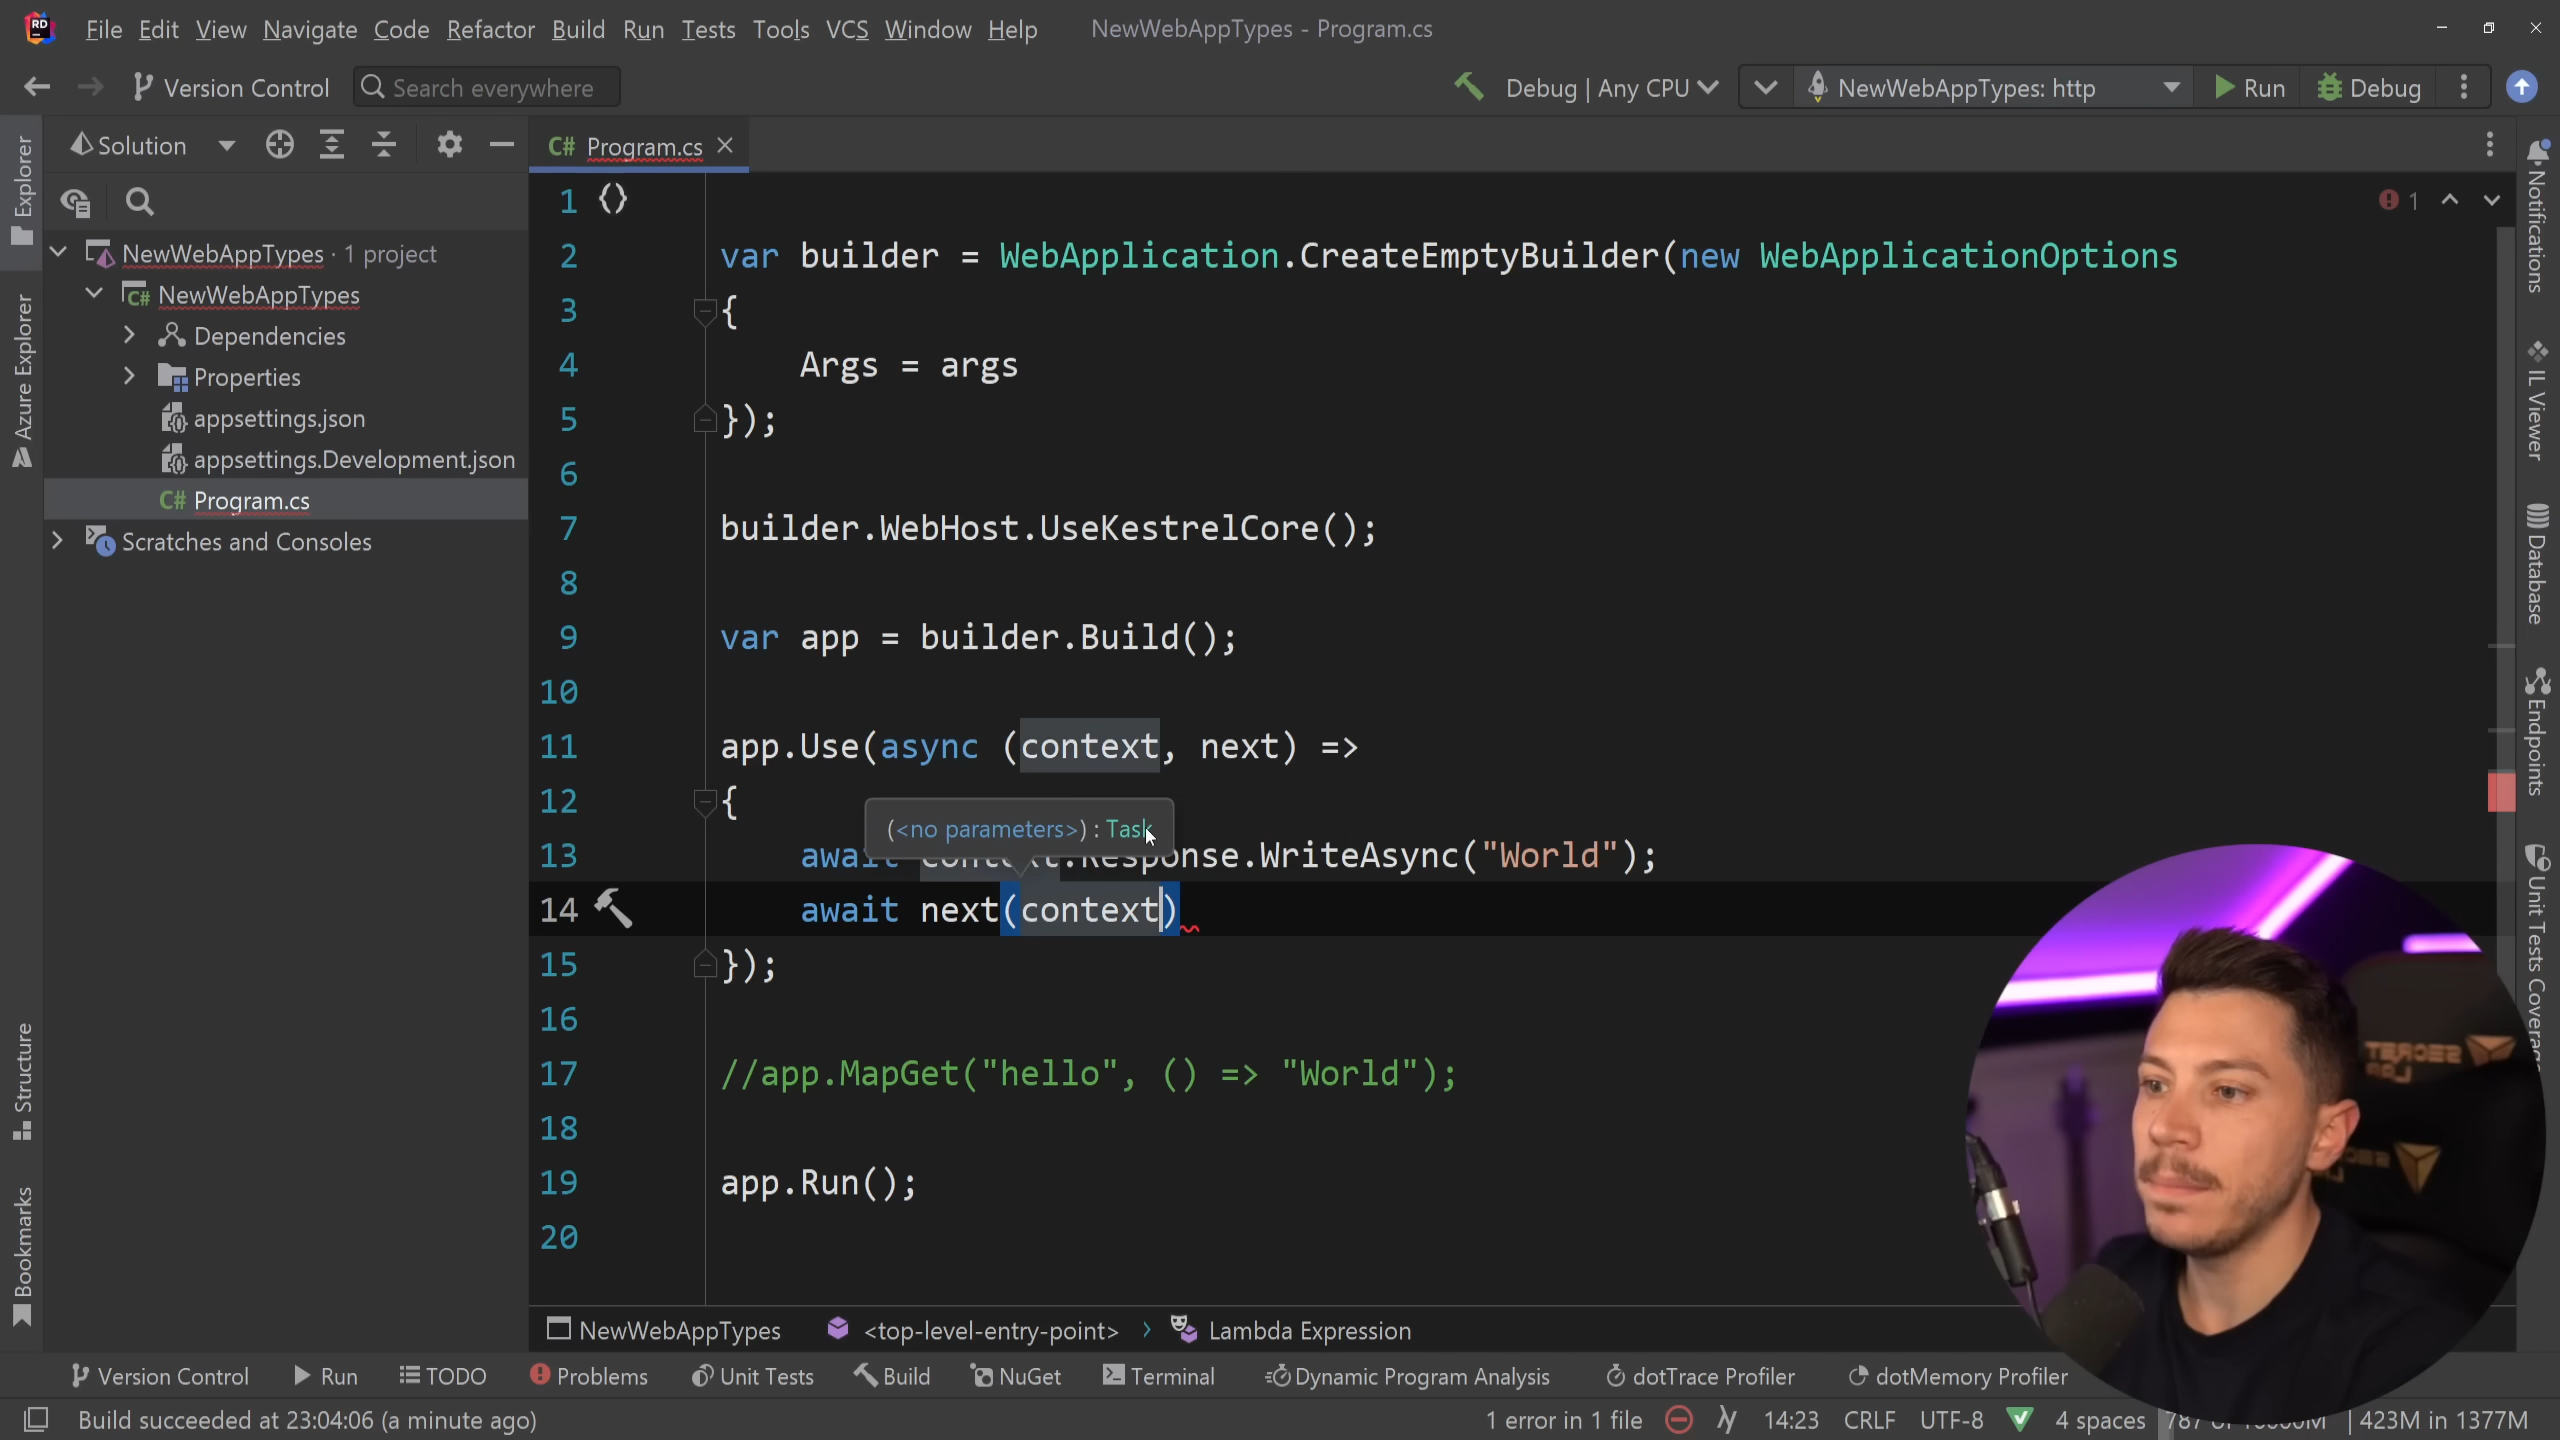 File Edit View Navigate Code Refactor Build Run Tests Tools VCS Window Help NewWebAppTypes - Program.cs
Version Control Search everywhere Debug | Any CPU NewWebAppTypes: http Run Debug
Explorer
Azure Explorer
Structure
Bookmarks
Solution
NewWebAppTypes · 1 project
C# NewWebAppTypes
Dependencies
Properties
appsettings.json
appsettings.Development.json
C# Program.cs
Scratches and Consoles
C# Program.cs
1 {}
1
2 var builder = WebApplication.CreateEmptyBuilder(new WebApplicationOptions
3 {
4 Args = args
5 });
6
7 builder.WebHost.UseKestrelCore();
8
9 var app = builder.Build();
10
11 app.Use(async (context, next) =>
12 {
(<no parameters>) : Task
13 await context.Response.WriteAsync("World");
14 await next(context)
15 });
16
17 //app.MapGet("hello", () => "World");
18
19 app.Run();
20
Notifications
IL Viewer
Database
Endpoints
Unit Tests Coverage
SECRET
NewWebAppTypes <top-level-entry-point> › Lambda Expression
Version Control Run TODO Problems Unit Tests Build NuGet Terminal Dynamic Program Analysis dotTrace Profiler dotMemory Profiler
Build succeeded at 23:04:06 (a minute ago) 1 error in 1 file 14:23 CRLF UTF-8 4 spaces 423M in 1377M